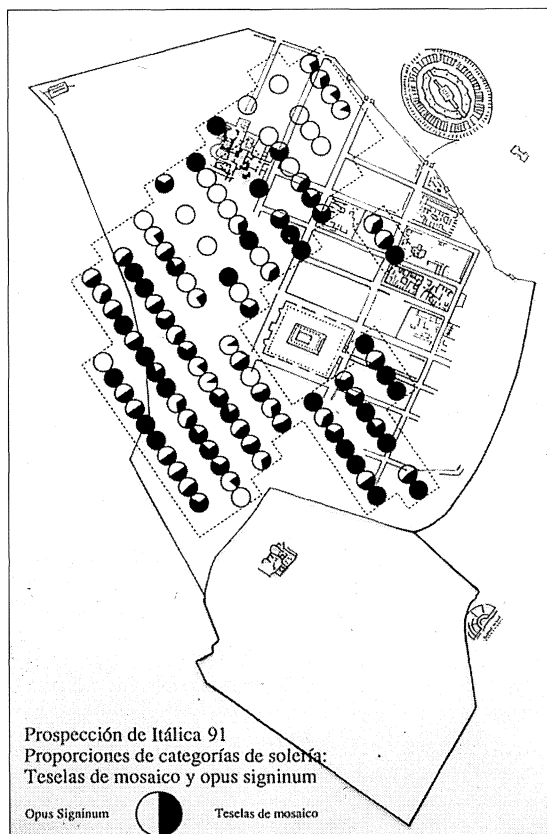 Prospección de Itálica 91
Proporciones de categorías de solería:
Teselas de mosaico y opus signinum
Opus Signinum Teselas de mosaico